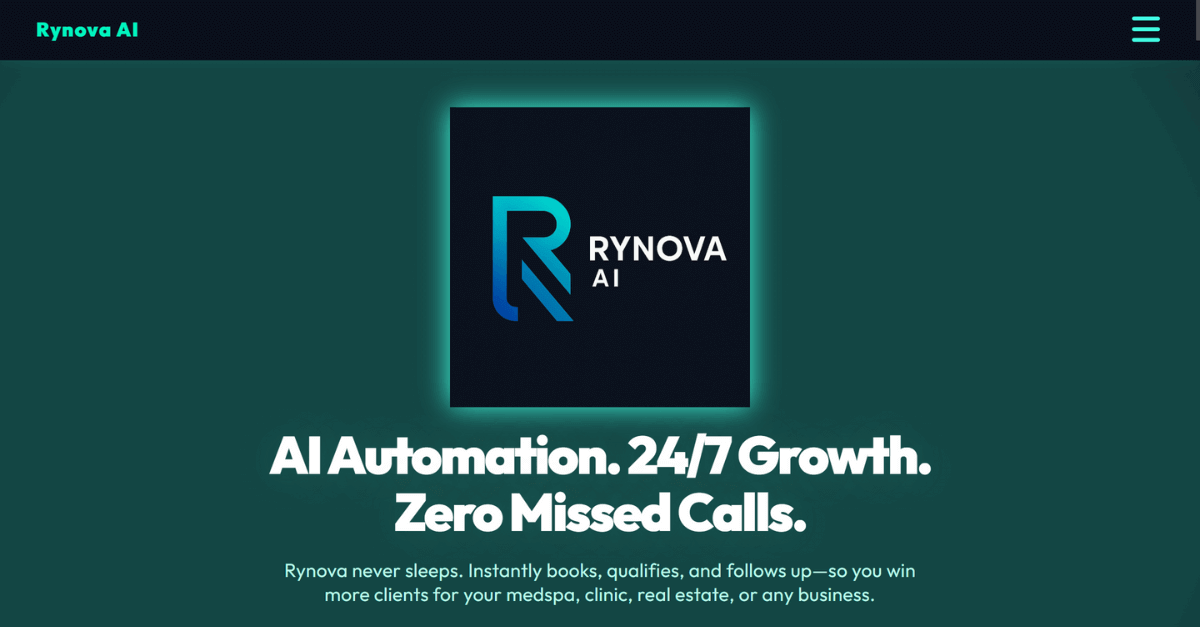 Rynova AI
RYNOVA
AI
AI Automation. 24/7 Growth.
Zero Missed Calls.
Rynova never sleeps. Instantly books, qualifies, and follows up—so you win
more clients for your medspa, clinic, real estate, or any business.